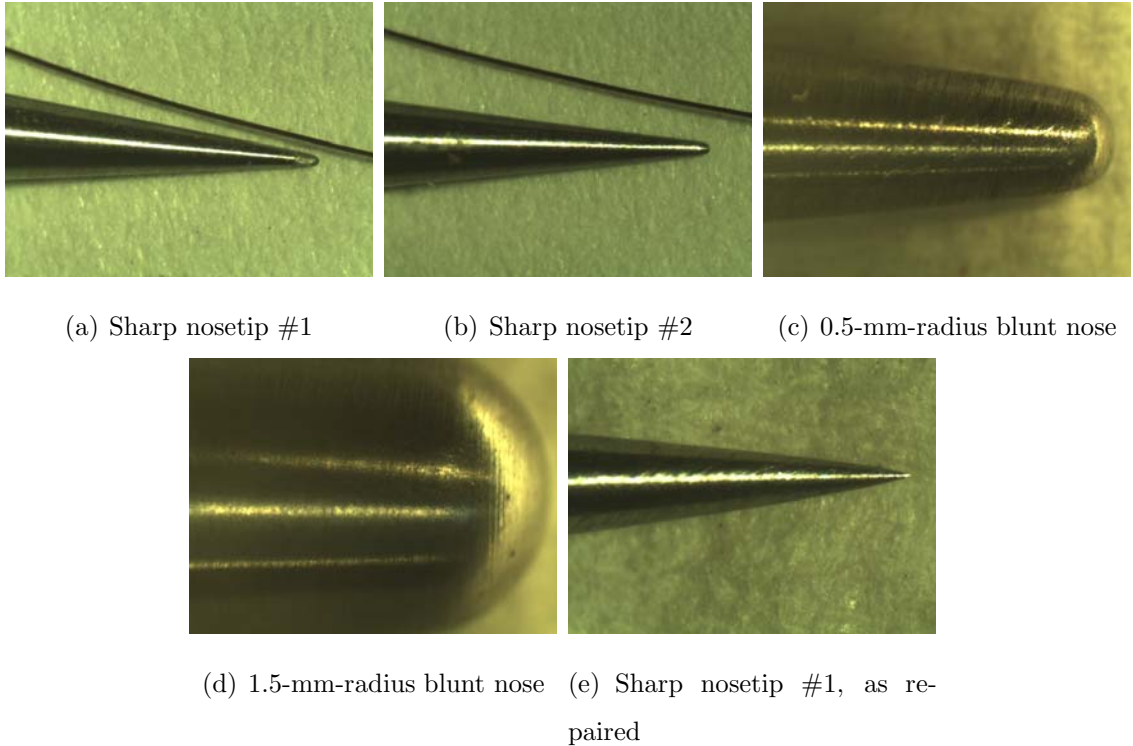 (a) Sharp nosetip #1
(b) Sharp nosetip #2
(c) 0.5-mm-radius blunt nose
(d) 1.5-mm-radius blunt nose
(e) Sharp nosetip #1, as re-
paired